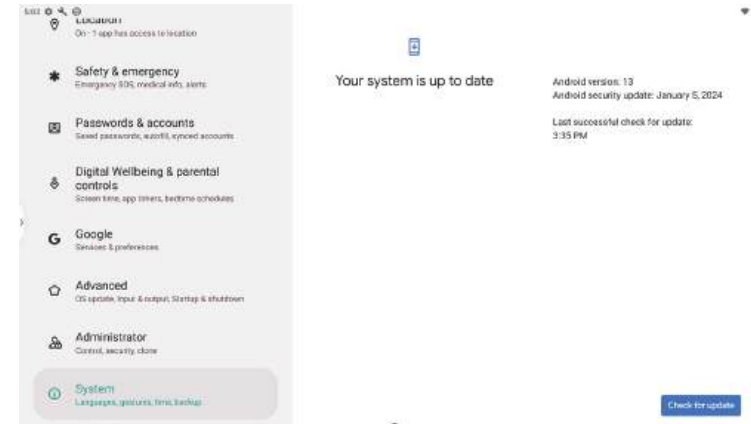 Location
On - 1 app has access to location
Safety & emergency
Emergency SOS, medical info, alerts
Passwords & accounts
Saved passwords, autofill, synced accounts
Digital Wellbeing & parental
controls
Screen time, app timers, bedtime schedules
Google
Services & preferences
Advanced
OS update, Input & output, Startup & shutdown
Administrator
Control, security, clone
System
Languages, gestures, time, backup
Your system is up to date
Android version: 13
Android security update: January 5, 2024
Last successful check for update:
3:35 PM
Check for update